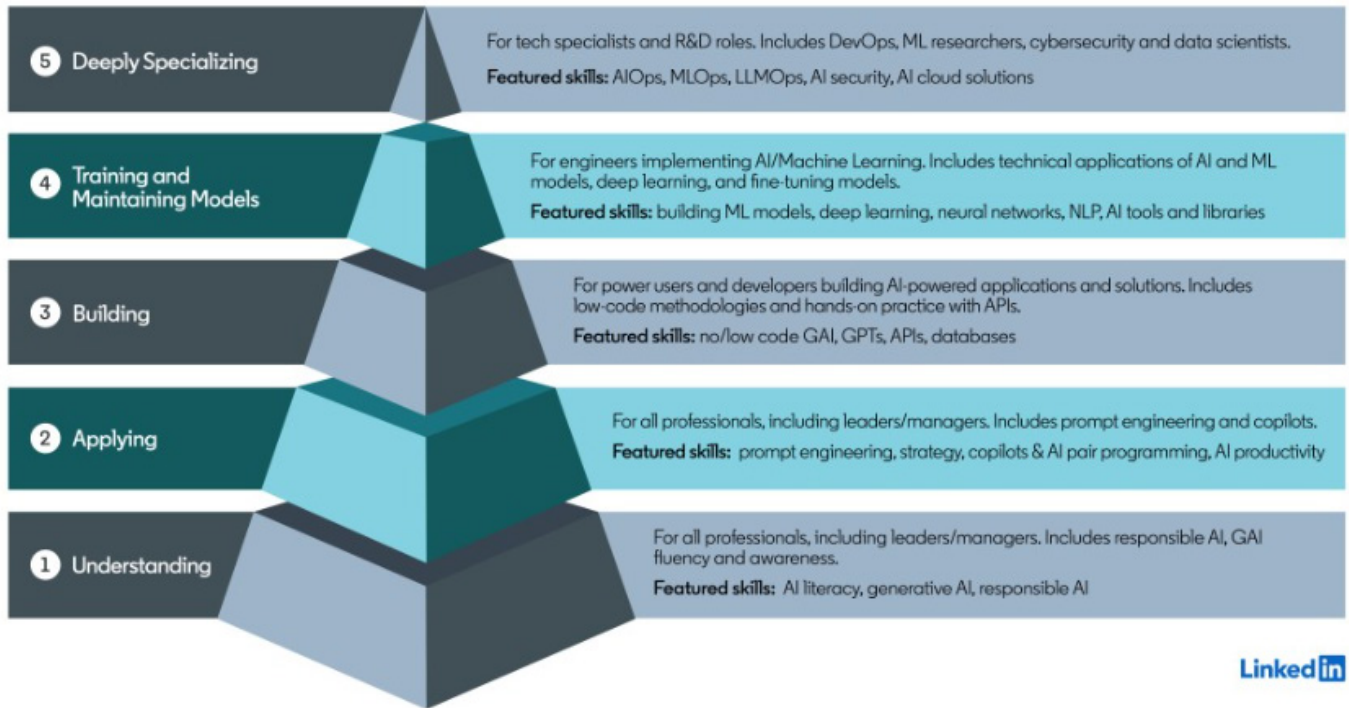 5 Deeply Specializing
For tech specialists and R&D roles. Includes DevOps, ML researchers, cybersecurity and data scientists.
Featured skills: AIOps, MLOps, LLMOps, AI security, AI cloud solutions
4 Training and
Maintaining Models
For engineers implementing AI/Machine Learning. Includes technical applications of AI and ML
models, deep learning, and fine-tuning models.
Featured skills: building ML models, deep learning, neural networks, NLP, AI tools and libraries
3 Building
For power users and developers building AI-powered applications and solutions. Includes
low-code methodologies and hands-on practice with APIs.
Featured skills: no/low code GAI, GPTs, APIs, databases
2 Applying
For all professionals, including leaders/managers. Includes prompt engineering and copilots.
Featured skills: prompt engineering, strategy, copilots & AI pair programming, AI productivity
1 Understanding
For all professionals, including leaders/managers. Includes responsible AI, GAI
fluency and awareness.
Featured skills: AI literacy, generative AI, responsible AI
Linked in